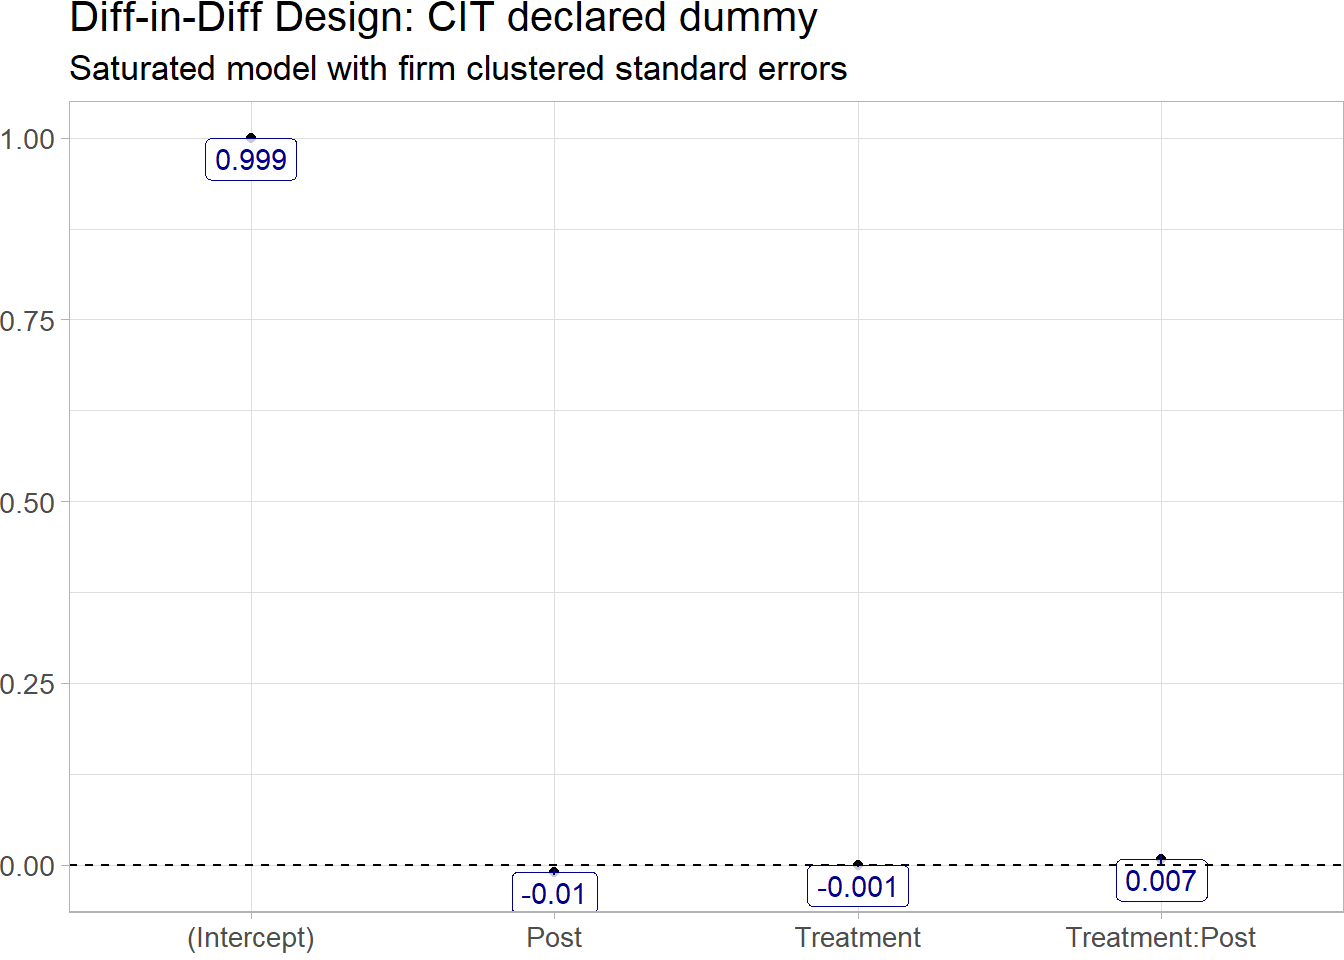 Diff-in-Diff Design: CIT declared dummy
Saturated model with firm clustered standard errors
1.00
0.999
0.75
0.50
0.25
0.00
-0.01
-0.001
0.007
(Intercept)
Post
Treatment
Treatment:Post